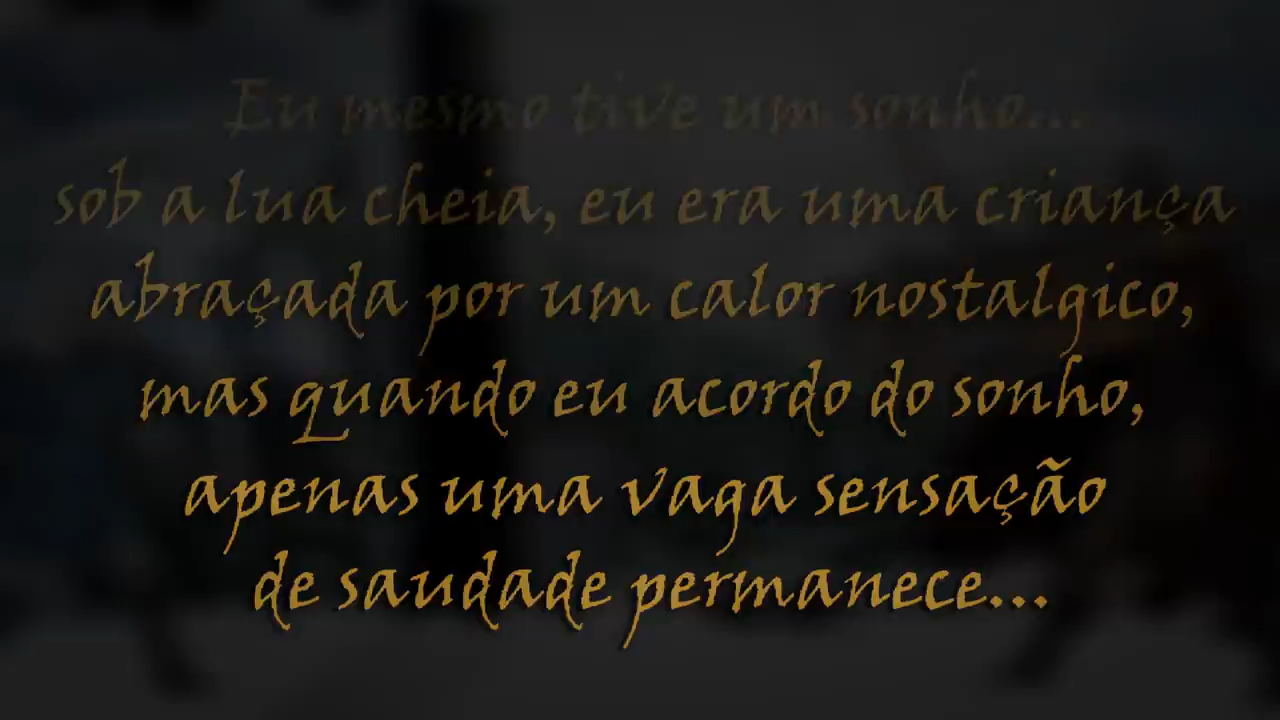 Eu mesmo tive um sonho...
sob a lua cheia, eu era uma criança
abraçada por um calor nostalgico,
mas quando eu acordo do sonho,
apenas uma vaga sensação
de saudade permanece...